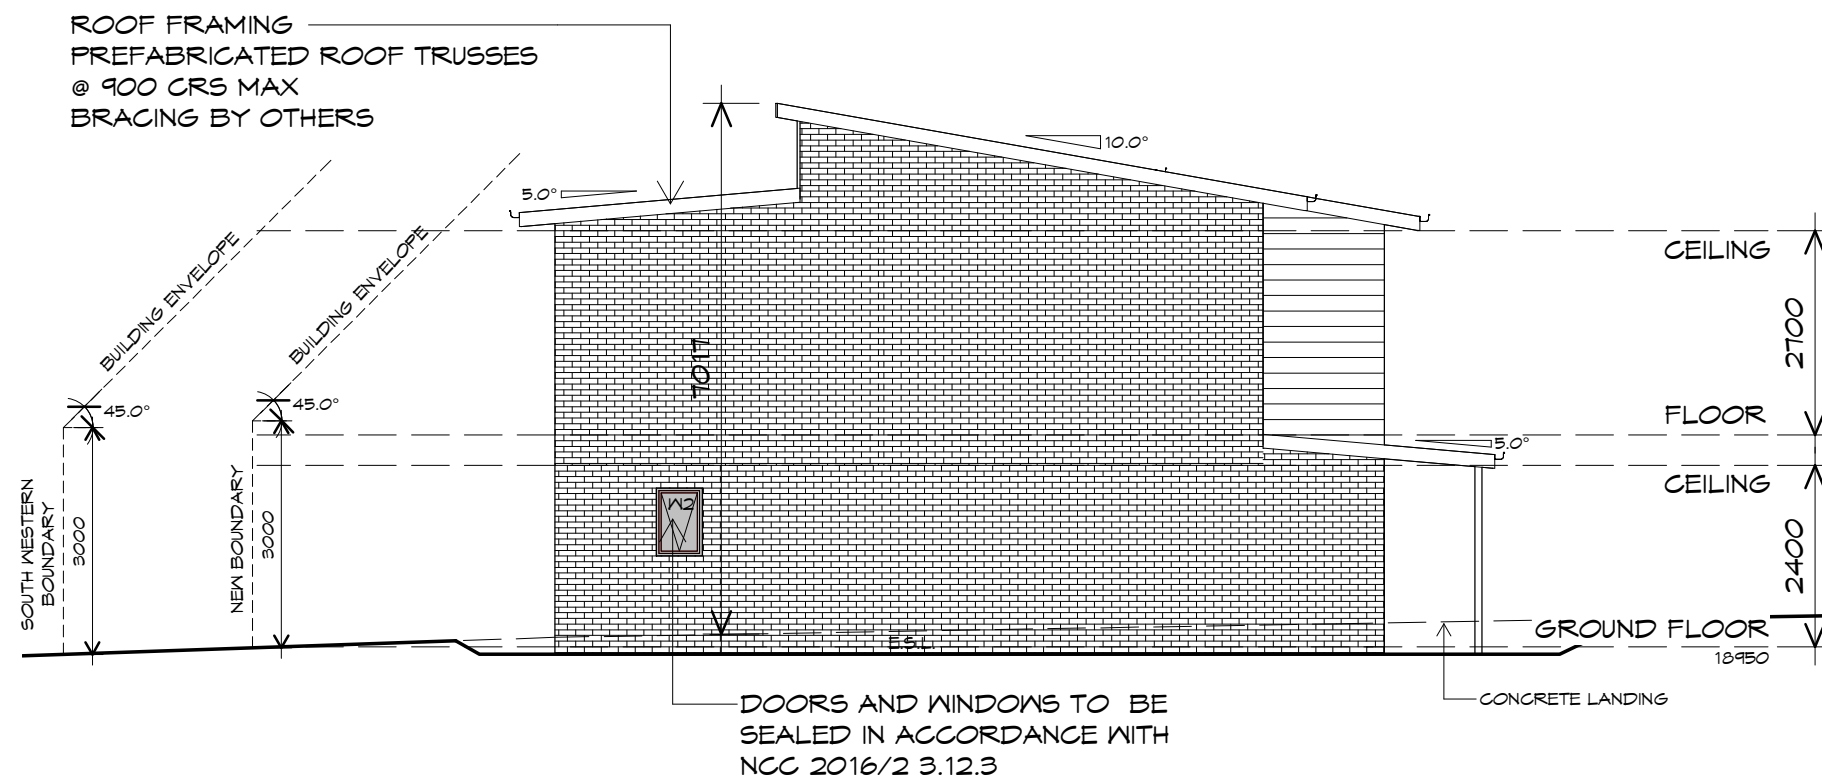 ROOF FRAMING
PREFABRICATED ROOF TRUSSES
@ 900 CRS MAX
BRACING BY OTHERS
10.0°
5.0°
BUILDING ENVELOPE
BUILDING ENVELOPE
CEILING
2700
7017
45.0°
45.0°
FLOOR
5.0°
CEILING
SOUTH WESTERN
BOUNDARY
3000
NEW BOUNDARY
3000
W2
2400
E.S.L.
GROUND FLOOR
18950
CONCRETE LANDING
DOORS AND WINDOWS TO BE
SEALED IN ACCORDANCE WITH
NCC 2016/2 3.12.3